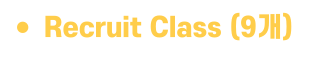 • Recruit Class (9개)